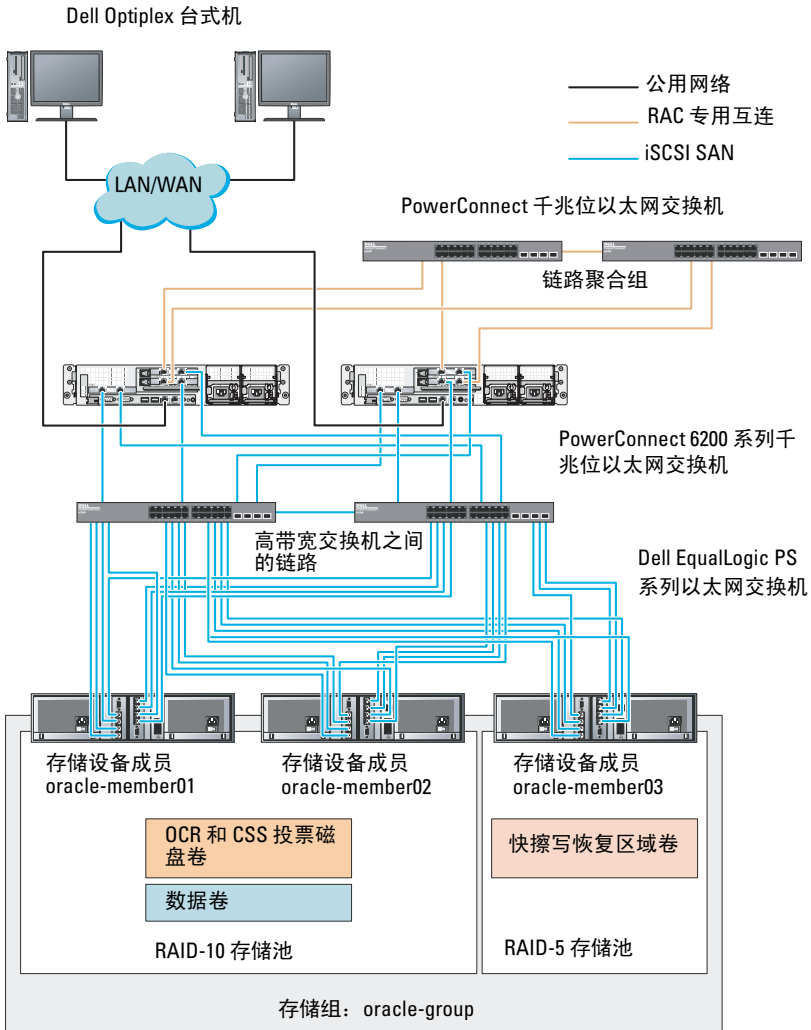 Dell Optiplex 台式机
公用网络
RAC 专用互连
iSCSI SAN
LAN/WAN
PowerConnect 千兆位以太网交换机
链路聚合组
PowerConnect 6200 系列千
兆位以太网交换机
高带宽交换机之间
的链路
Dell EqualLogic PS
系列以太网交换机
存储设备成员
oracle-member01
存储设备成员
oracle-member02
存储设备成员
oracle-member03
OCR 和 CSS 投票磁
盘卷
数据卷
快擦写恢复区域卷
RAID-10 存储池
RAID-5 存储池
存储组：oracle-group